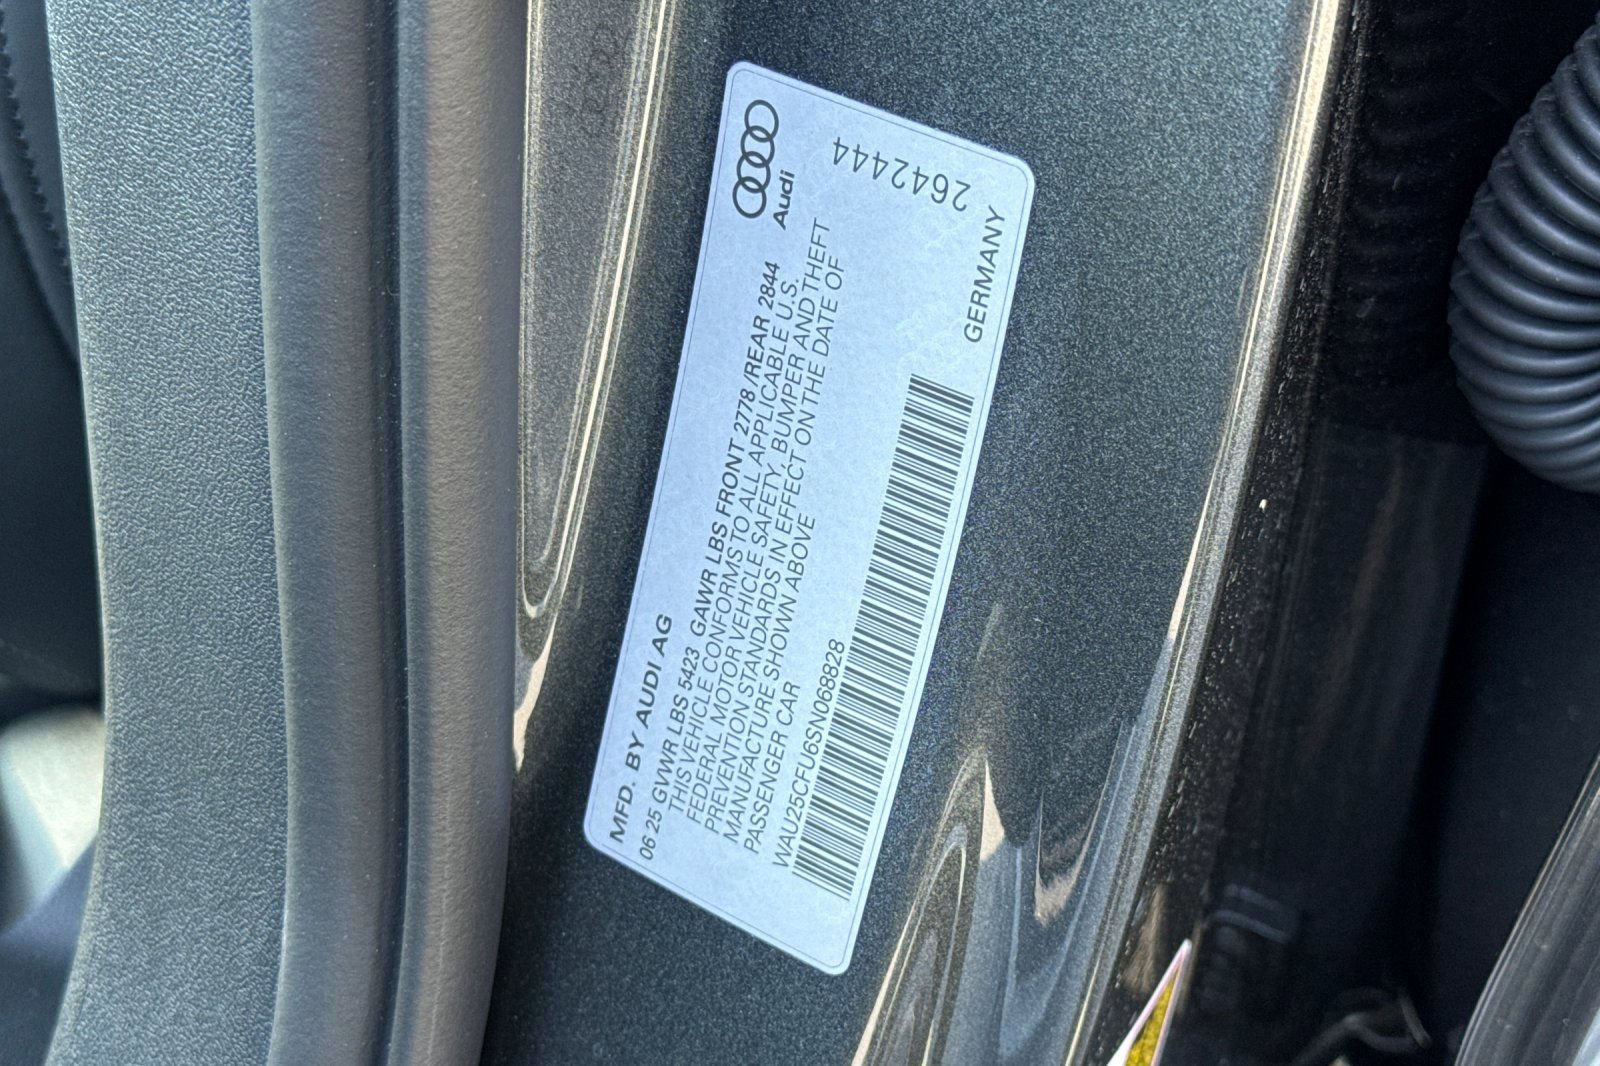 Audi
2642444
MFD. BY AUDI AG
06 25 GVWR LBS 5423 GAWR LBS FRONT 2778/REAR 2844
THIS VEHICLE CONFORMS TO ALL APPLICABLE U.S.
FEDERAL MOTOR VEHICLE SAFETY, BUMPER AND THEFT
PREVENTION STANDARDS IN EFFECT ON THE DATE OF
MANUFACTURE SHOWN ABOVE
PASSENGER CAR
GERMANY
WAU25CFU6SN068828